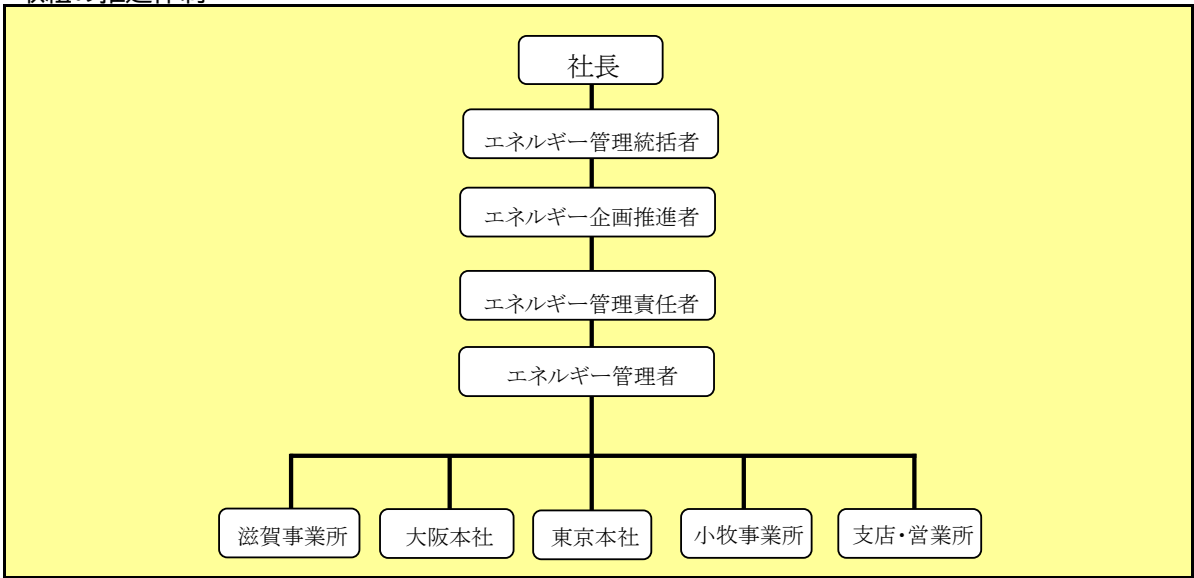 社長
エネルギー管理統括者
エネルギー企画推進者
エネルギー管理責任者
エネルギー管理者
滋賀事業所 大阪本社 東京本社 小牧事業所 支店・営業所